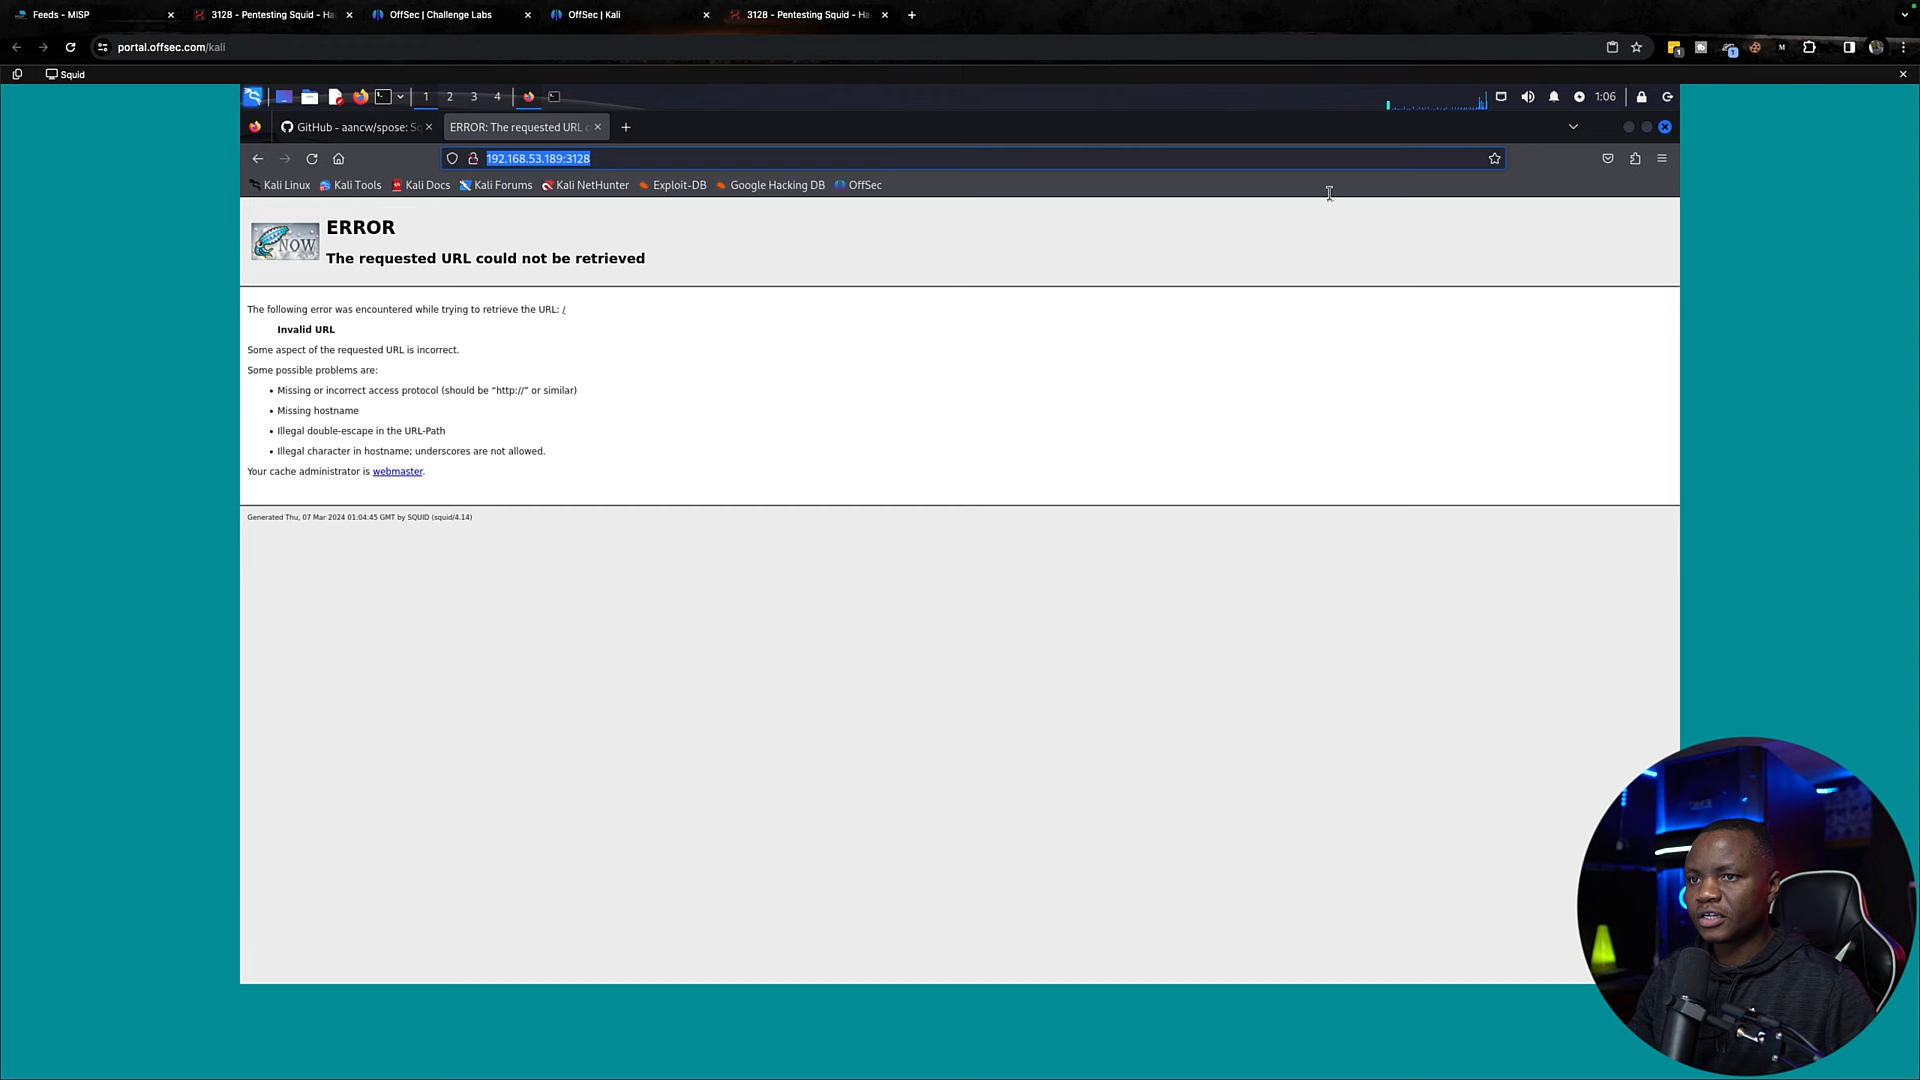 Feeds - MISP
3128 - Pentesting Squid - Ha
OffSec | Challenge Labs
OffSec | Kali
3128 - Pentesting Squid - Ha
portal.offsec.com/kali
Squid
1 2 3 4
1:06
GitHub - aancw/spose: Sq
ERROR: The requested URL c
192.168.53.189:3128
Kali Linux
Kali Tools
Kali Docs
Kali Forums
Kali NetHunter
Exploit-DB
Google Hacking DB
OffSec
NOW
ERROR
The requested URL could not be retrieved
The following error was encountered while trying to retrieve the URL: /
Invalid URL
Some aspect of the requested URL is incorrect.
Some possible problems are:
• Missing or incorrect access protocol (should be “http://” or similar)
• Missing hostname
• Illegal double-escape in the URL-Path
• Illegal character in hostname; underscores are not allowed.
Your cache administrator is webmaster.
Generated Thu, 07 Mar 2024 01:04:45 GMT by SQUID (squid/4.14)